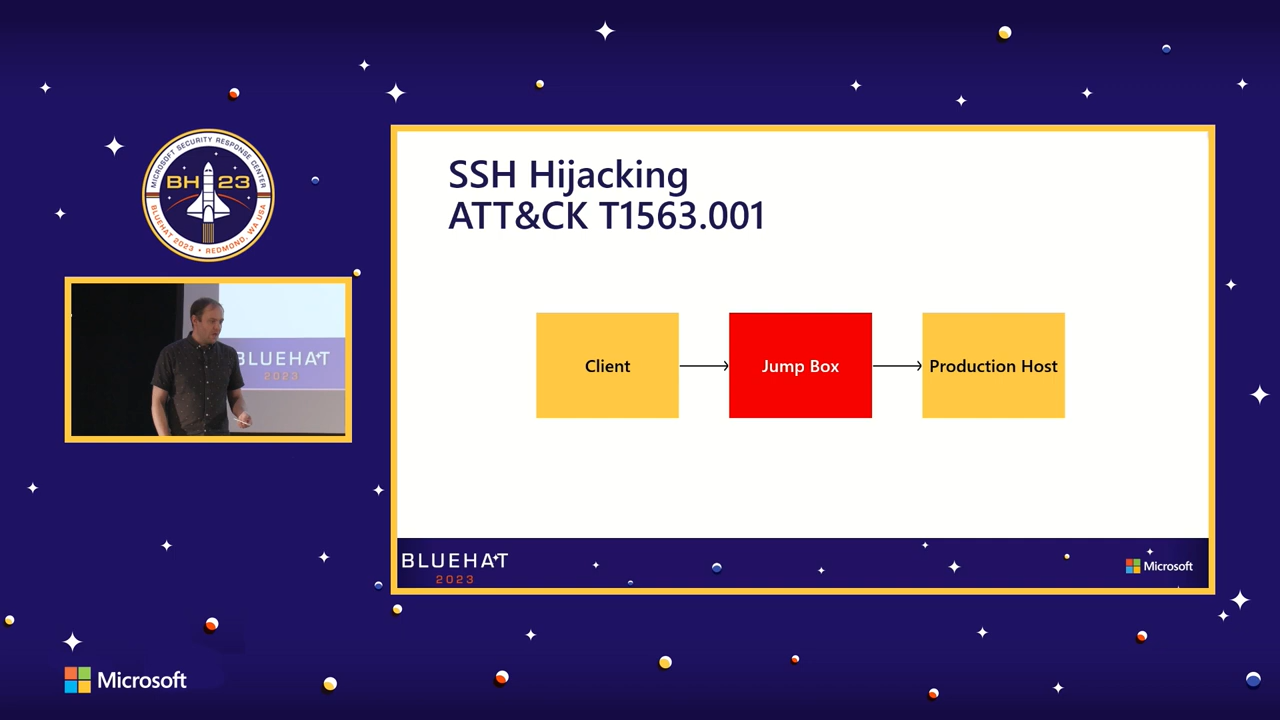 MICROSOFT SECURITY RESPONSE CENTER
BH 23
BLUEHAT 2023 • REDMOND, WA USA
SSH Hijacking
ATT&CK T1563.001
Client
Jump Box
Production Host
BLUEHAT
2023
BLUEHAT
2023
Microsoft
Microsoft